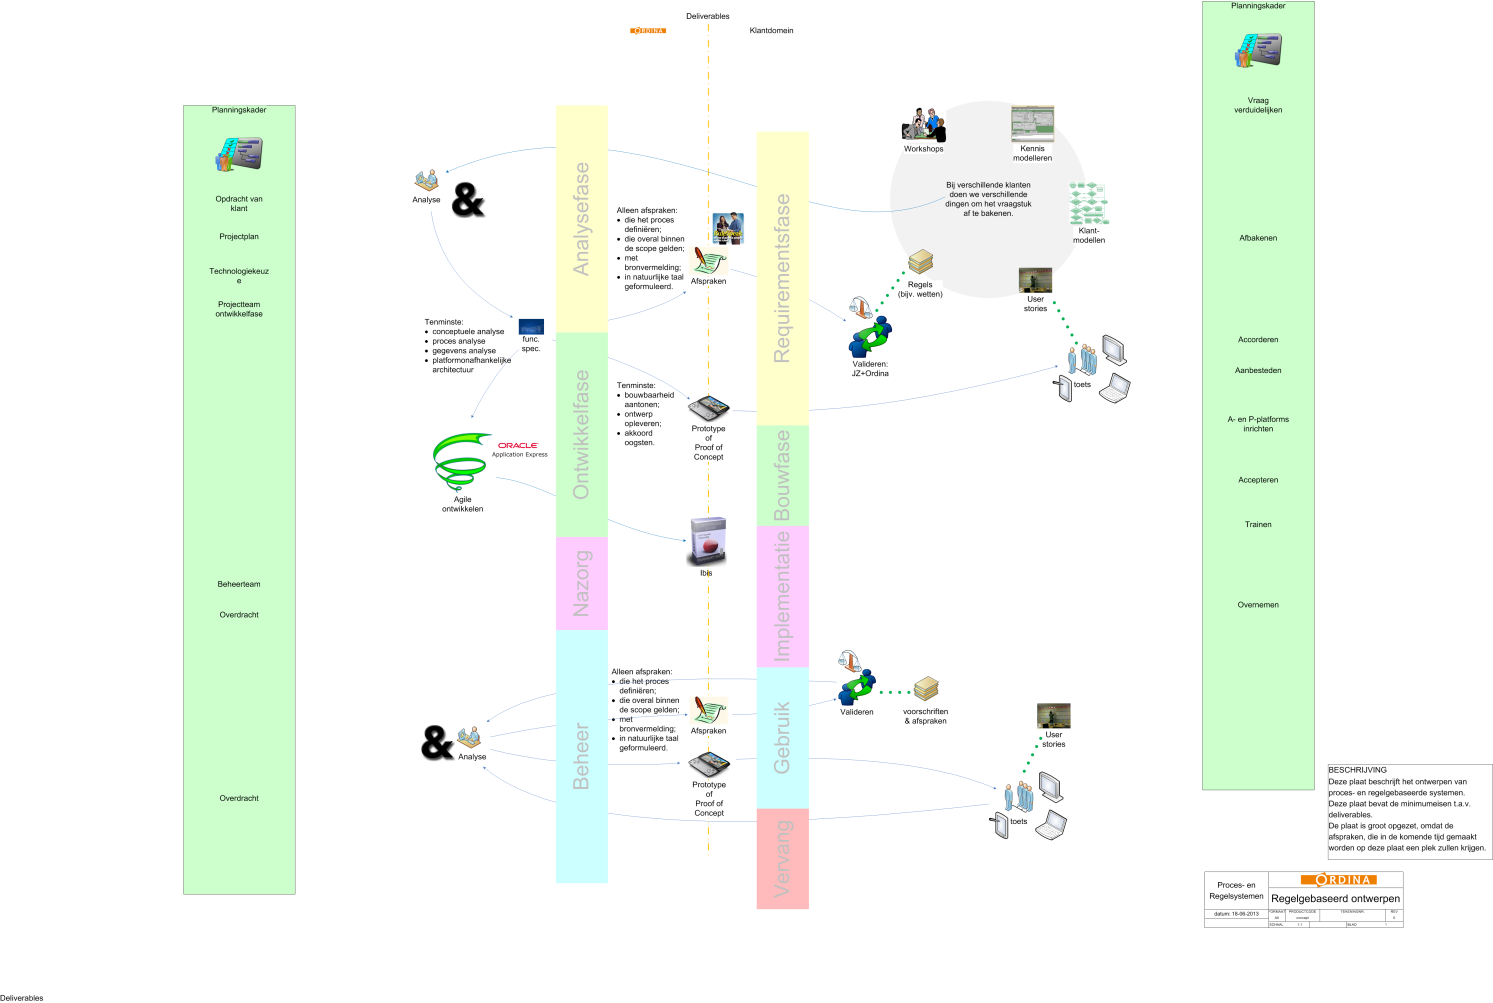 Deliverables
ORDINA
Klantdomein
Planningskader
Opdracht van
klant
Projectplan
Technologiekeuz
e
Projectteam
ontwikkelfase
Beheerteam
Overdracht
Overdracht
Analyse
&
Tenminste:
• conceptuele analyse
• proces analyse
• gegevens analyse
• platformonafhankelijke
architectuur
func.
spec.
ORACLE
Application Express
Agile
ontwikkelen
&
Analyse
Analysefase
Ontwikkelfase
Nazorg
Beheer
Alleen afspraken:
• die het proces
definiëren;
• die overal binnen
de scope gelden;
• met
bronvermelding;
• in natuurlijke taal
geformuleerd.
Afspraken
Tenminste:
• bouwbaarheid
aantonen;
• ontwerp
opleveren;
• akkoord
oogsten.
Prototype
of
Proof of
Concept
Ibis
Alleen afspraken:
• die het proces
definiëren;
• die overal binnen
de scope gelden;
• met
bronvermelding;
• in natuurlijke taal
geformuleerd.
Afspraken
Prototype
of
Proof of
Concept
Requirementsfase
Bouwfase
Implementatie
Gebruik
Vervang
Workshops
Kennis
modelleren
Bij verschillende klanten
doen we verschillende
dingen om het vraagstuk
af te bakenen.
Klant-
modellen
Regels
(bijv. wetten)
User
stories
Valideren:
JZ+Ordina
toets
Valideren
voorschriften
& afspraken
User
stories
toets
Planningskader
Vraag
verduidelijken
Afbakenen
Accorderen
Aanbesteden
A- en P-platforms
inrichten
Accepteren
Trainen
Overnemen
BESCHRIJVING
Deze plaat beschrijft het ontwerpen van
proces- en regelgebaseerde systemen.
Deze plaat bevat de minimumeisen t.a.v.
deliverables.
De plaat is groot opgezet, omdat de
afspraken, die in de komende tijd gemaakt
worden op deze plaat een plek zullen krijgen.
Proces- en
Regelsystemen
ORDINA
Regelgebaseerd ontwerpen
datum: 18-06-2013
FORMAAT PRODUCTCODE TEKENINGNR. REV
concept
SCHAAL 1:1 BLAD 1
Deliverables